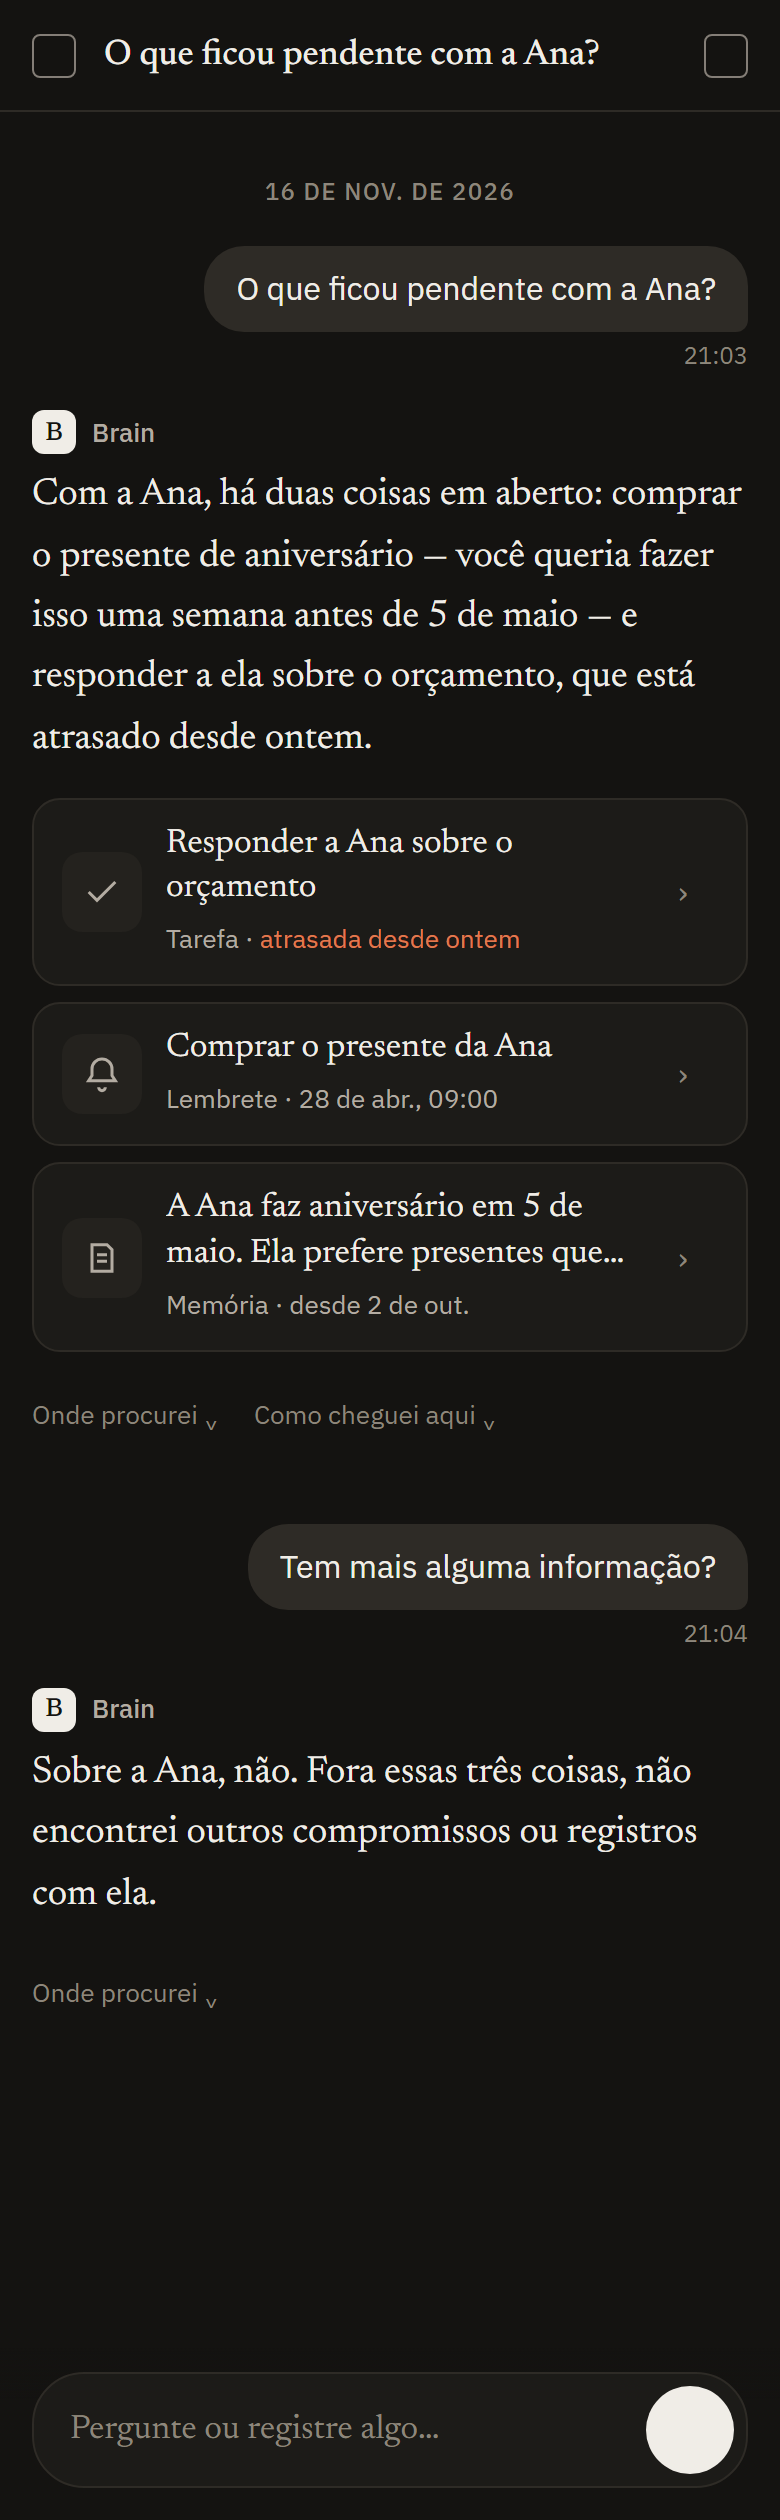 O que ficou pendente com a Ana?
16 DE NOV. DE 2026
O que ficou pendente com a Ana?
21:03
B Brain
Com a Ana, há duas coisas em aberto: comprar
o presente de aniversário — você queria fazer
isso uma semana antes de 5 de maio — e
responder a ela sobre o orçamento, que está
atrasado desde ontem.
Responder a Ana sobre o
orçamento
Tarefa · atrasada desde ontem
Comprar o presente da Ana
Lembrete · 28 de abr., 09:00
A Ana faz aniversário em 5 de
maio. Ela prefere presentes que...
Memória · desde 2 de out.
Onde procurei Como cheguei aqui
Tem mais alguma informação?
21:04
B Brain
Sobre a Ana, não. Fora essas três coisas, não
encontrei outros compromissos ou registros
com ela.
Onde procurei
Pergunte ou registre algo...